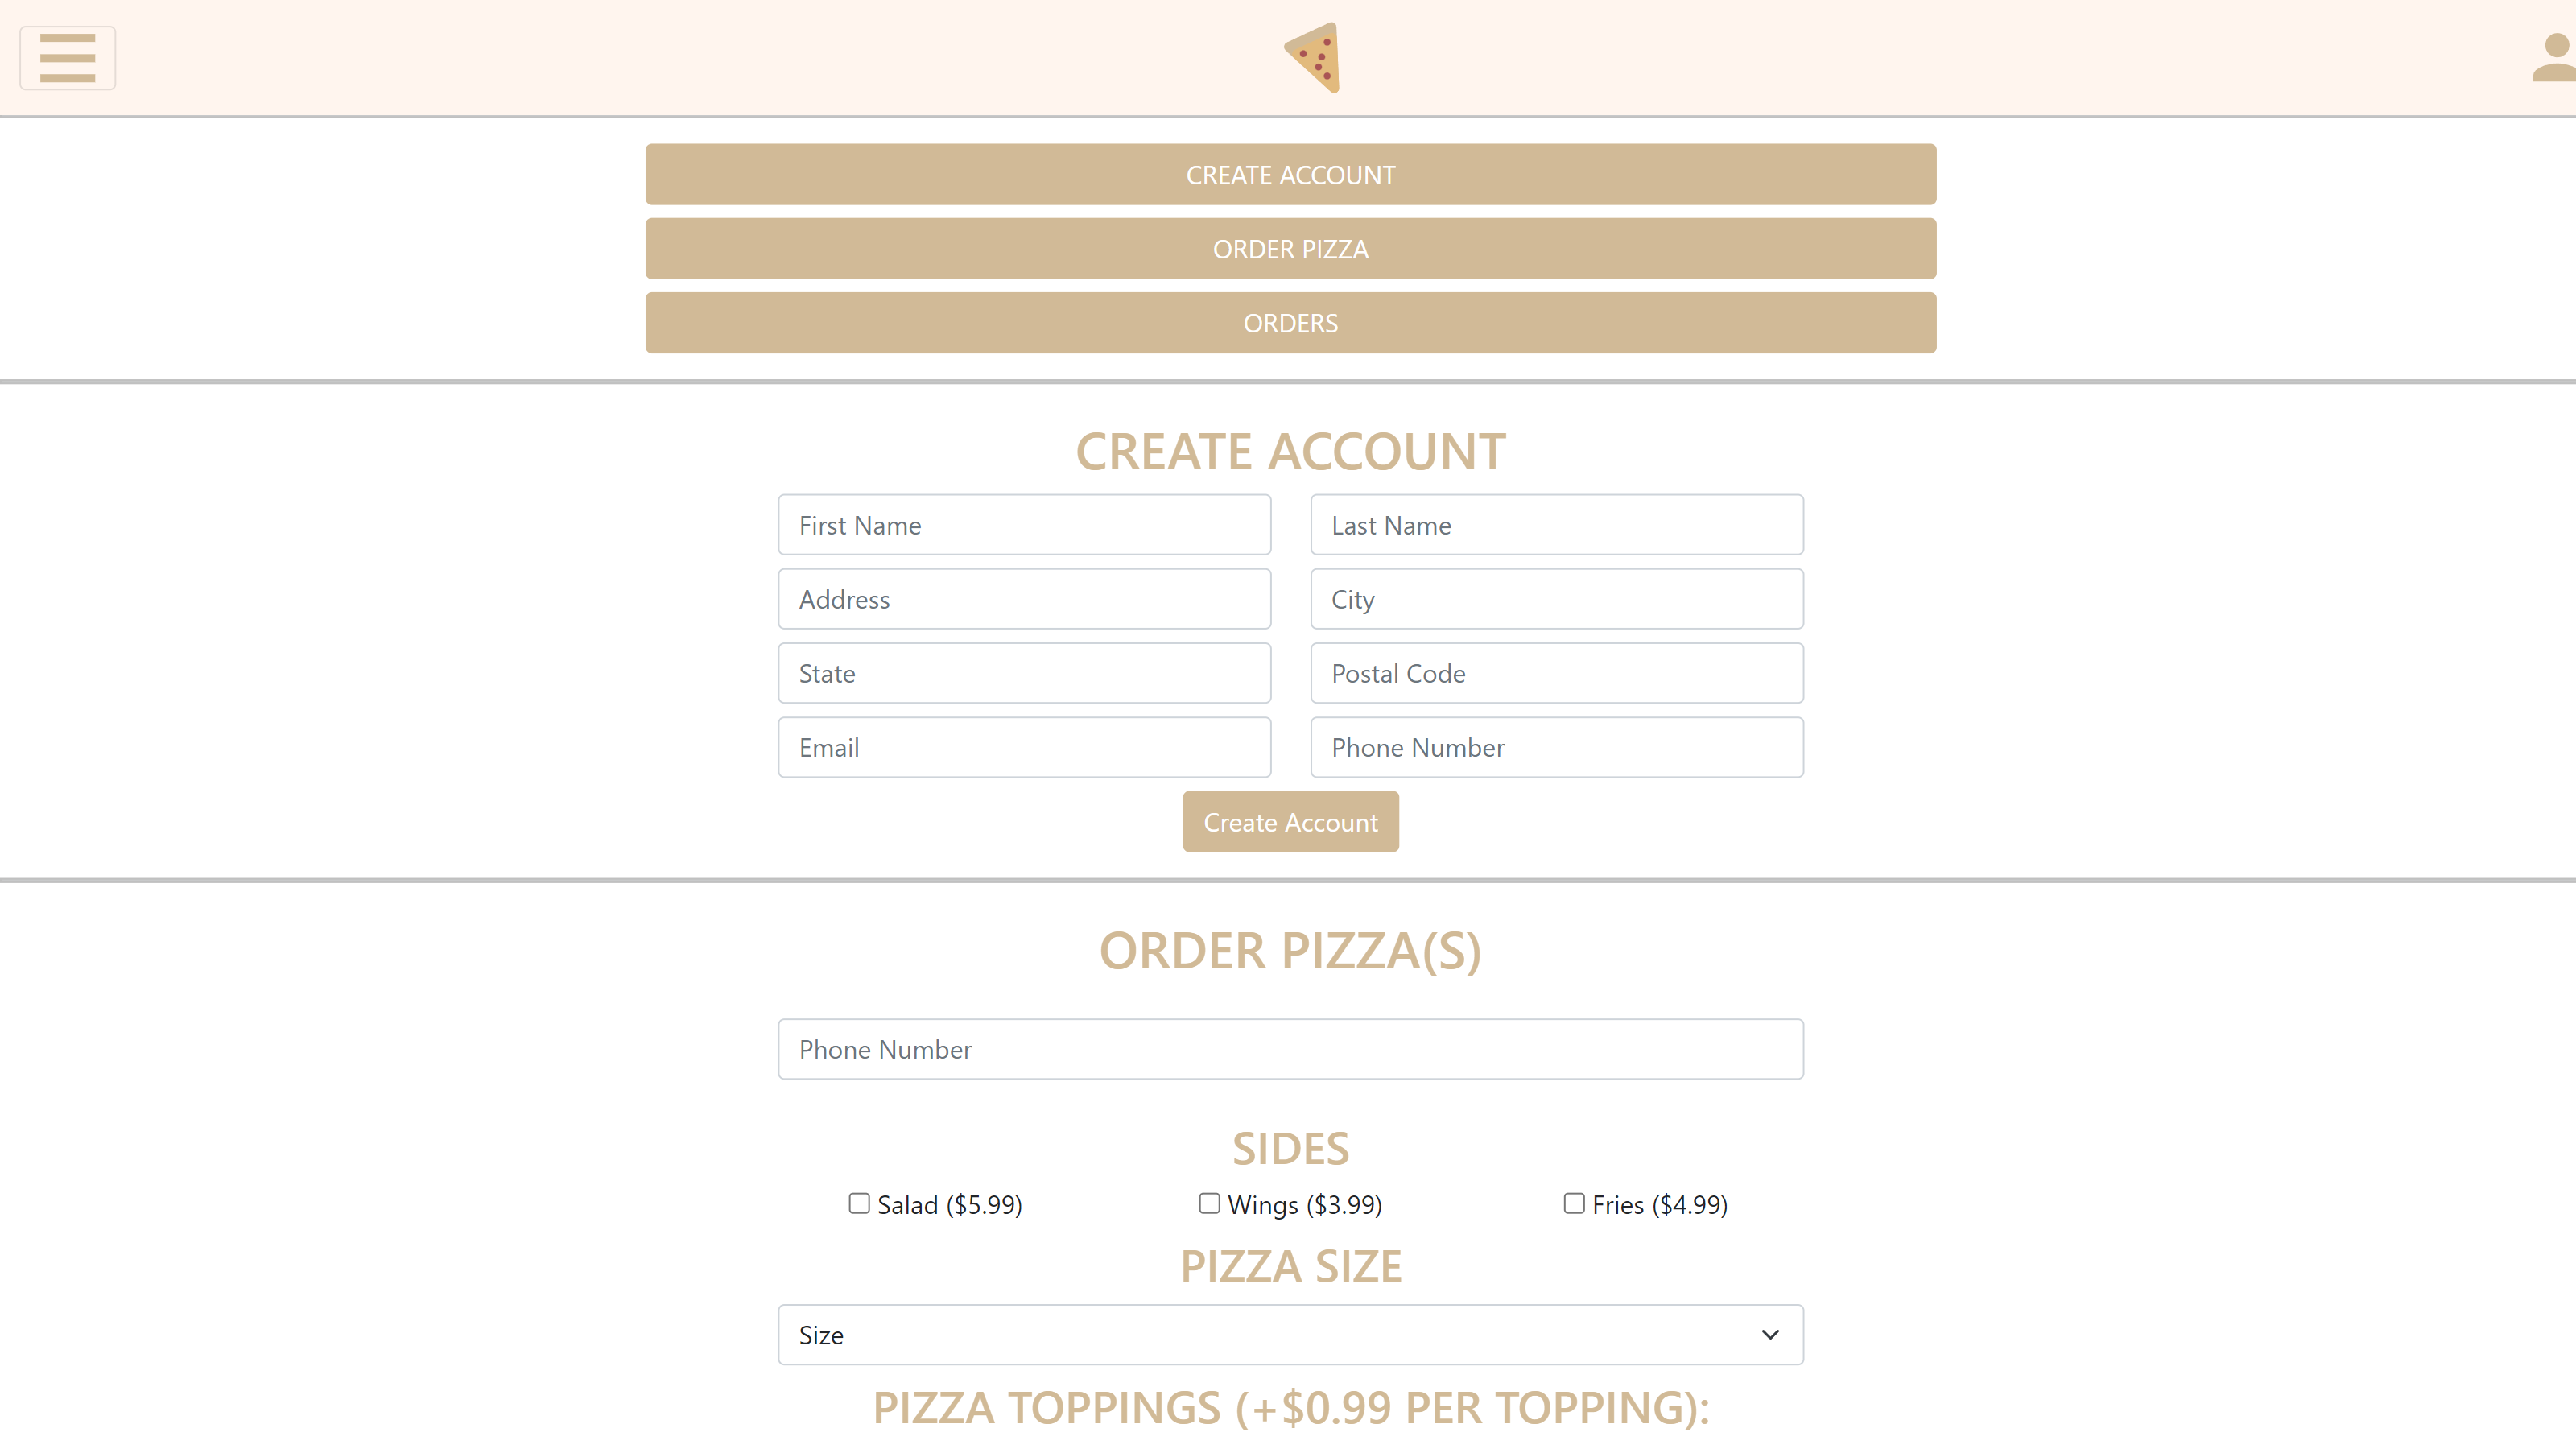 CREATE ACCOUNT
ORDER PIZZA
ORDERS
CREATE ACCOUNT
First Name Last Name
Address City
State Postal Code
Email Phone Number
Create Account
ORDER PIZZA(S)
Phone Number
SIDES
Salad ($5.99) Wings ($3.99) Fries ($4.99)
PIZZA SIZE
Size
PIZZA TOPPINGS (+$0.99 PER TOPPING):